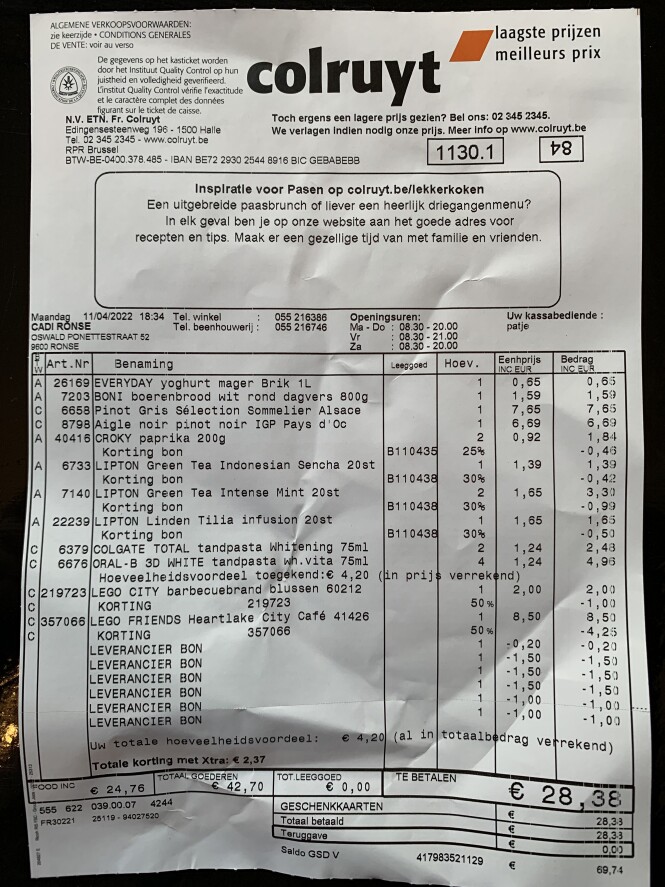 ALGEMENE VERKOOPSVOORWAARDEN:
zie keerzijde • CONDITIONS GENERALES
DE VENTE: voir au verso
De gegevens op het kasticket worden
door het Instituut Quality Control op hun
juistheid en volledigheid geverifieerd.
L'institut Quality Control vérifie l'exactitude
et le caractère complet des données
figurant sur le ticket de caisse.
colruyt
laagste prijzen
meilleurs prix
N.V. ETN. Fr. Colruyt
Edingensesteenweg 196 - 1500 Halle
Tel. 02 345 2345 - www.colruyt.be
RPR Brussel
BTW-BE-0400.378.485 - IBAN BE72 2930 2544 8916 BIC GEBABEBB
Toch ergens een lagere prijs gezien? Bel ons: 02 345 2345.
We verlagen indien nodig onze prijs. Meer info op www.colruyt.be
1130.1
84
Inspiratie voor Pasen op colruyt.be/lekkerkoken
Een uitgebreide paasbrunch of liever een heerlijk driegangenmenu?
In elk geval ben je op onze website aan het goede adres voor
recepten en tips. Maak er een gezellige tijd van met familie en vrienden.
Maandag 11/04/2022 18:34 Tel. winkel : 055 216386 Openingsuren: Uw kassabediende :
CADI RONSE Tel. beenhouwerij : 055 216746 Ma - Do : 08.30 - 20.00 patje
OSWALD PONETTESTRAAT 52 Vr : 08.30 - 21.00
9600 RONSE Za : 08.30 - 20.00
BTW Art.Nr Benaming Leeggoed Hoev. Eenhprijs INC EUR Bedrag INC EUR
A 26169 EVERYDAY yoghurt mager Brik 1L 1 0,65 0,65
A 7203 BONI boerenbrood wit rond dagvers 800g 1 1,59 1,59
C 6658 Pinot Gris Sélection Sommelier Alsace 1 7,65 7,65
C 8798 Aigle noir pinot noir IGP Pays d'Oc 1 6,69 6,69
A 40416 CROKY paprika 200g 2 0,92 1,84
Korting bon B110435 25% -0,46
A 6733 LIPTON Green Tea Indonesian Sencha 20st 1 1,39 1,39
Korting bon B110438 30% -0,42
A 7140 LIPTON Green Tea Intense Mint 20st 2 1,65 3,30
Korting bon B110438 30% -0,99
A 22239 LIPTON Linden Tilia infusion 20st 1 1,65 1,65
Korting bon B110438 30% -0,50
C 6379 COLGATE TOTAL tandpasta Whitening 75ml 2 1,24 2,48
C 6676 ORAL-B 3D WHITE tandpasta wh.vita 75ml 4 1,24 4,96
Hoeveelheidsvoordeel toegekend:€ 4,20 (in prijs verrekend)
C 219723 LEGO CITY barbecuebrand blussen 60212 1 2,00 2,00
C KORTING 219723 50% -1,00
C 357066 LEGO FRIENDS Heartlake City Café 41426 1 8,50 8,50
C KORTING 357066 50% -4,25
LEVERANCIER BON 1 -0,20 -0,20
LEVERANCIER BON 1 -1,50 -1,50
LEVERANCIER BON 1 -1,50 -1,50
LEVERANCIER BON 1 -1,50 -1,50
LEVERANCIER BON 1 -1,00 -1,00
LEVERANCIER BON 1 -1,00 -1,00
Uw totale hoeveelheidsvoordeel: € 4,20 (al in totaalbedrag verrekend)
Totale korting met Xtra: € 2,37
FOOD INC € 24,76 TOTAAL GOEDEREN € 42,70 TOT.LEEGGOED € 0,00 TE BETALEN € 28,38
555 622 039.00.07 4244
FR30221 26119 - 94027520
GESCHENKKAARTEN € 28,38
Totaal betaald € 28,38
Teruggave € 0,00
Saldo GSD V 417983521129 € 69,74